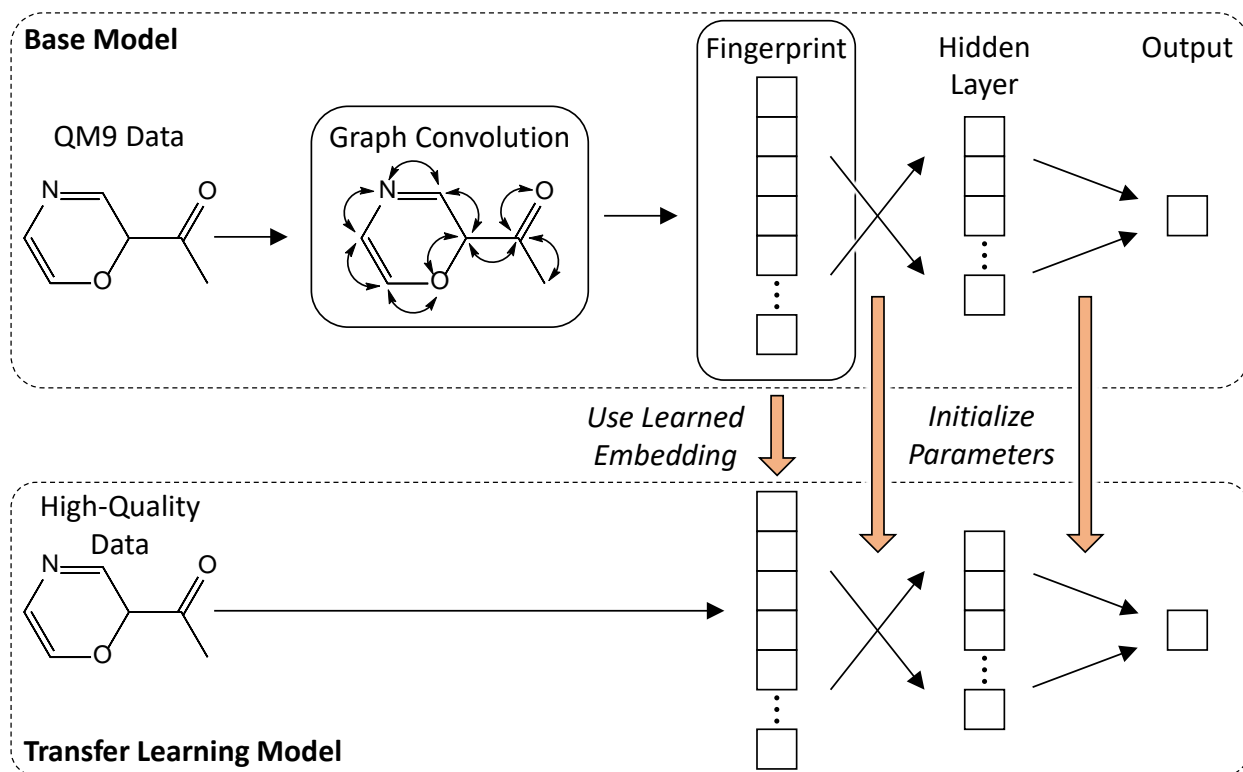 Base Model
Fingerprint
Hidden
Layer
Output
QM9 Data
Graph Convolution
N
O
O
N
O
O
Use Learned
Embedding
Initialize
Parameters
High-Quality
Data
N
O
O
Transfer Learning Model